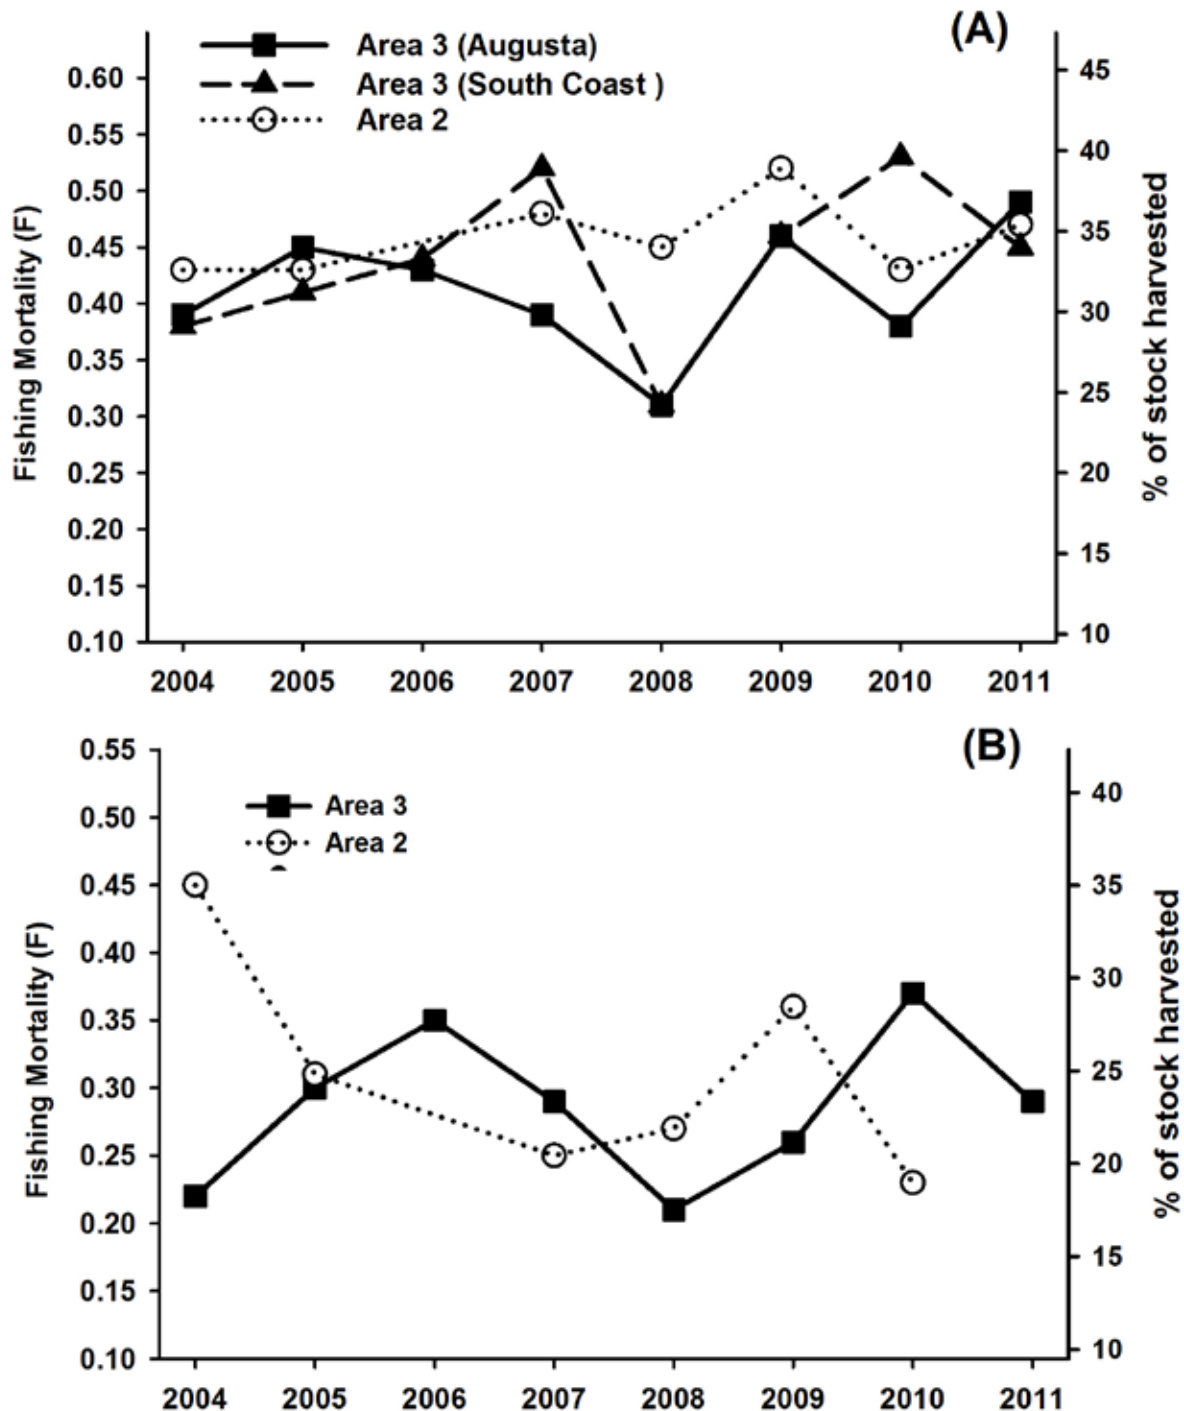 (A)
Area 3 (Augusta)
Area 3 (South Coast )
Area 2
0.60
0.55
0.50
0.45
0.40
0.35
0.30
0.25
0.20
0.15
0.10
Fishing Mortality (F)
45
40
35
30
25
20
15
10
% of stock harvested
2004 2005 2006 2007 2008 2009 2010 2011
(B)
Area 3
Area 2
0.55
0.50
0.45
0.40
0.35
0.30
0.25
0.20
0.15
0.10
Fishing Mortality (F)
40
35
30
25
20
15
10
% of stock harvested
2004 2005 2006 2007 2008 2009 2010 2011